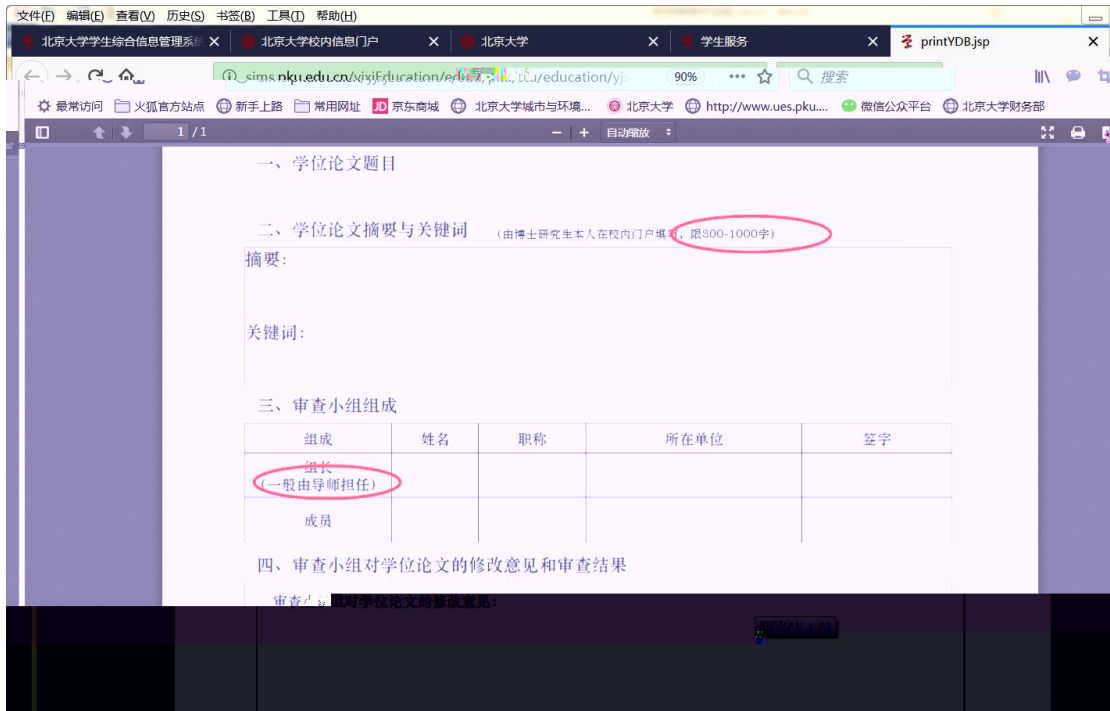 文件(F) 编辑(E) 查看(V) 历史(S) 书签(B) 工具(T) 帮助(H)
北京大学学生综合信息管理系统 北京大学校内信息门户 北京大学 学生服务 printYDB.jsp
sims.pku.edu.cn 90% 搜索
最常访问 火狐官方站点 新手上路 常用网址 JD 京东商城 北京大学城市与环境... 北京大学 http://www.ues.pku.... 微信公众平台 北京大学财务部
1 / 1 自动缩放
一、学位论文题目
二、学位论文摘要与关键词 (由博士研究生本人在校内门户填写，限800-1000字)
摘要:
关键词:
三、审查小组组成
组成 姓名 职称 所在单位 签字
组长
(一般由导师担任)
成员
四、审查小组对学位论文的修改意见和审查结果
审查小组对学位论文的修改意见: